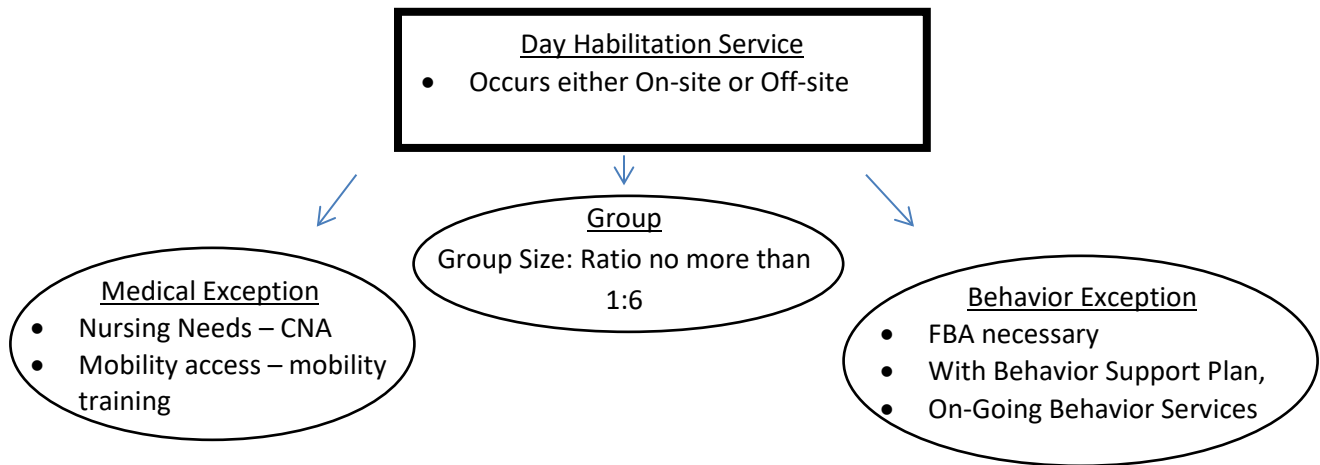 Day Habilitation Service
• Occurs either On-site or Off-site
Group
Group Size: Ratio no more than
1:6
Medical Exception
• Nursing Needs – CNA
• Mobility access – mobility
training
Behavior Exception
• FBA necessary
• With Behavior Support Plan,
• On-Going Behavior Services